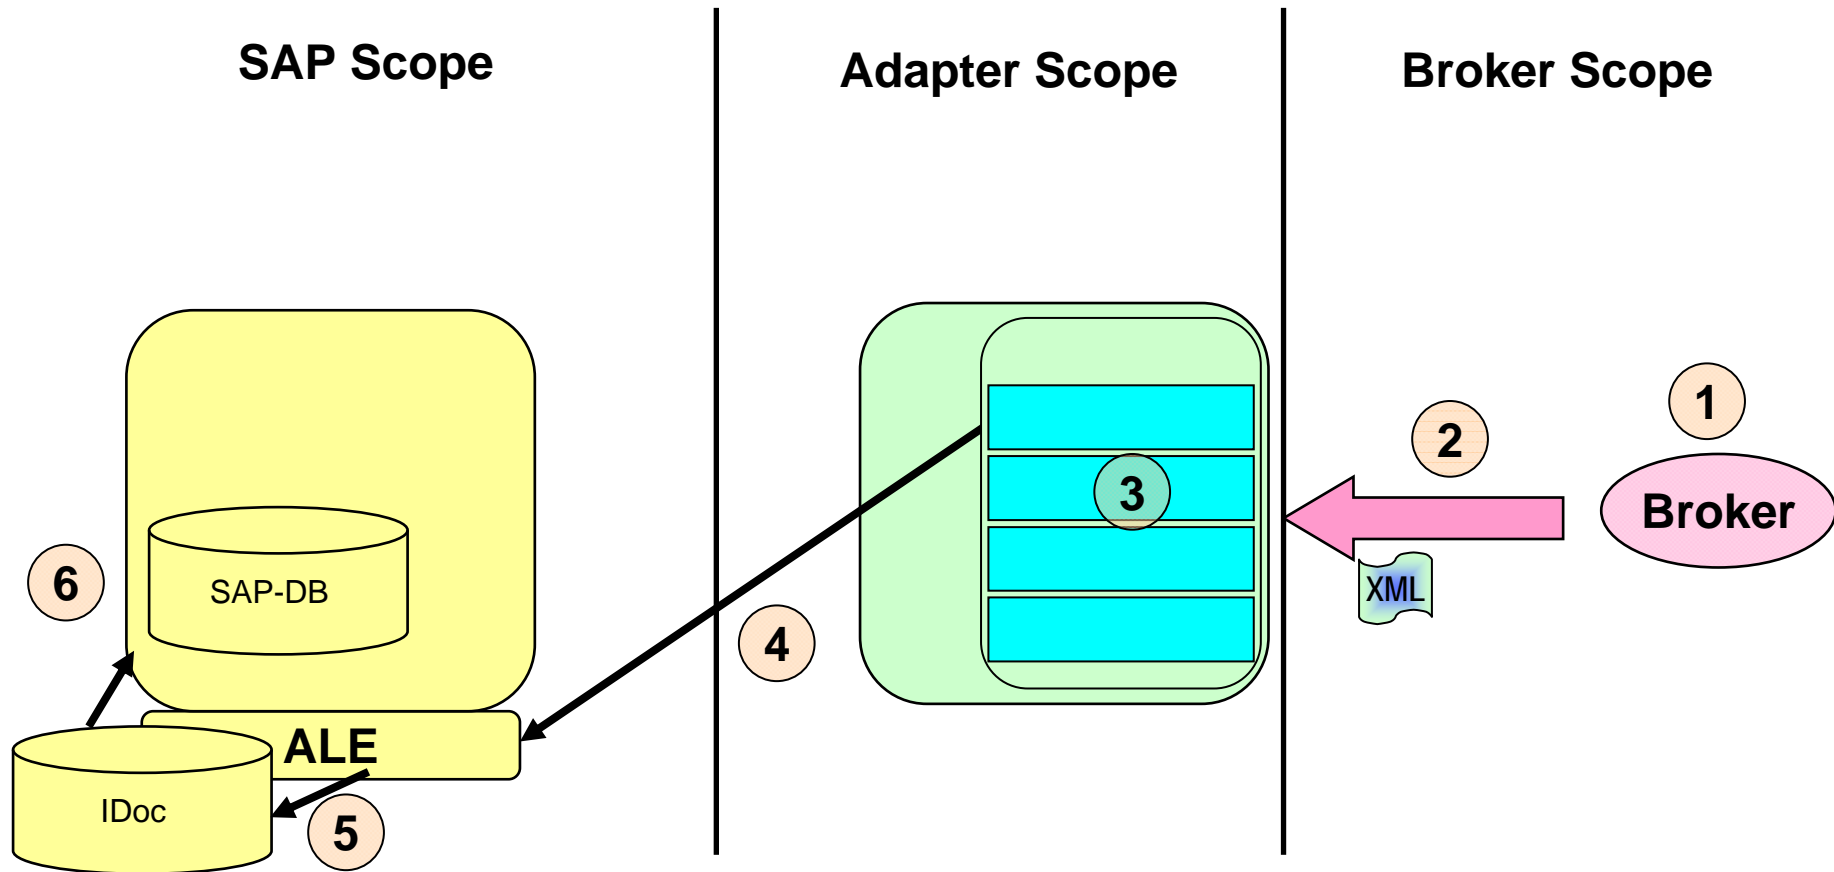 SAP Scope
Adapter Scope
Broker Scope
1
2
Broker
3
XML
6
SAP-DB
4
ALE
IDoc
5